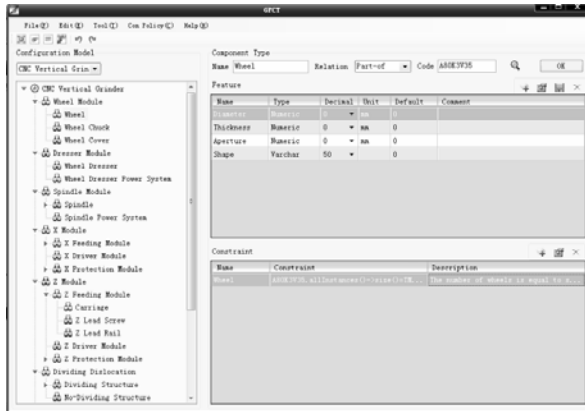 GPCT
File(F) Edit(E) Tool(T) Com Policy(C) Help(H)
Configuration Model
CNC Vertical Grin
CNC Vertical Grinder
Wheel Module
Wheel
Wheel Chuck
Wheel Cover
Dresser Module
Wheel Dresser
Wheel Dresser Power System
Spindle Module
Spindle
Spindle Power System
X Module
X Feeding Module
X Driver Module
X Protection Module
Z Module
Z Feeding Module
Carriage
Z Lead Screw
Z Lead Rail
Z Driver Module
Z Protection Module
Dividing Dislocation
Dividing Structure
No-Dividing Structure
Component Type
Name Wheel Relation Part-of Code A80K3V35 OK
Feature
Name Type Decimal Unit Default Comment
Diameter Numeric 0 mm 0
Thickness Numeric 0 mm 0
Aperture Numeric 0 mm 0
Shape Varchar 50 0
Constraint
Name Constraint Description
Wheel A80K3V35.allInstances()->size()= The number of wheels is equal to